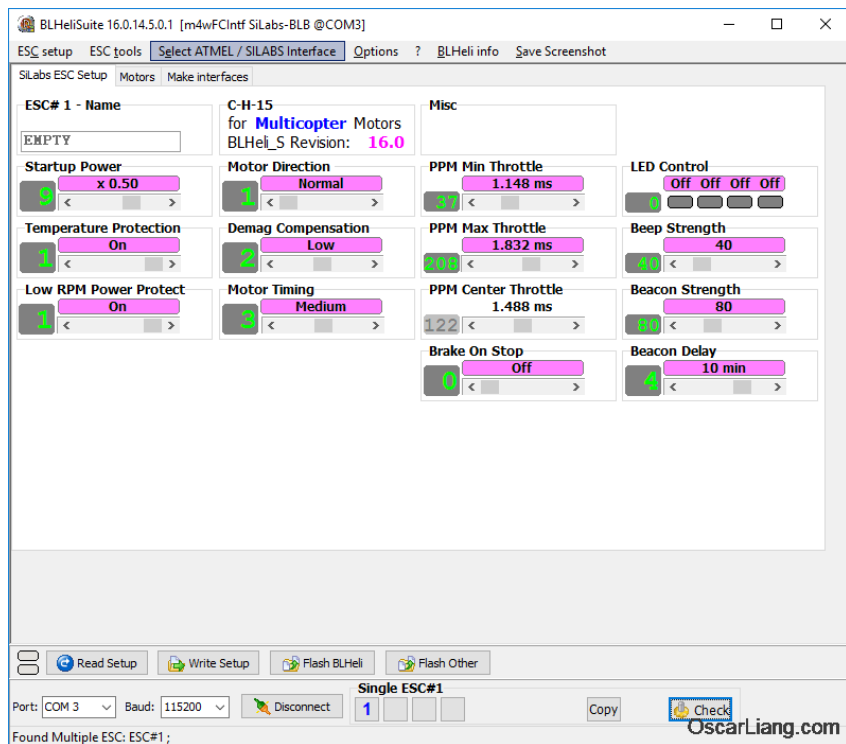 BLHeliSuite 16.0.14.5.0.1 [m4wFCIntf SiLabs-BLB @COM3]
ESC setup ESC tools Select ATMEL / SILABS Interface Options ? BLHeli info Save Screenshot
SiLabs ESC Setup Motors Make interfaces
ESC# 1 - Name
EMPTY
C-H-15
for Multicopter Motors
BLHeli_S Revision: 16.0
Misc
Startup Power
x 0.50
9
Motor Direction
Normal
1
PPM Min Throttle
1.148 ms
37
LED Control
Off Off Off Off
0
Temperature Protection
On
1
Demag Compensation
Low
2
PPM Max Throttle
1.832 ms
208
Beep Strength
40
40
Low RPM Power Protect
On
1
Motor Timing
Medium
3
PPM Center Throttle
1.488 ms
122
Beacon Strength
80
80
Brake On Stop
Off
0
Beacon Delay
10 min
4
Read Setup Write Setup Flash BLHeli Flash Other
Single ESC#1
Port: COM 3 Baud: 115200 Disconnect 1 Copy Check
OscarLiang.com
Found Multiple ESC: ESC#1 ;